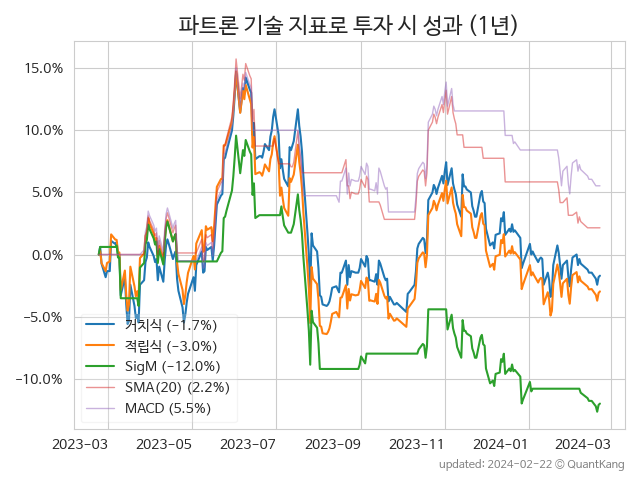 파트론 기술 지표로 투자 시 성과 (1년)
15.0%
10.0%
5.0%
0.0%
−5.0%
−10.0%
거치식 (−1.7%)
적립식 (−3.0%)
SigM (−12.0%)
SMA(20) (2.2%)
MACD (5.5%)
2023-03 2023-05 2023-07 2023-09 2023-11 2024-01 2024-03
updated: 2024-02-22 © QuantKang